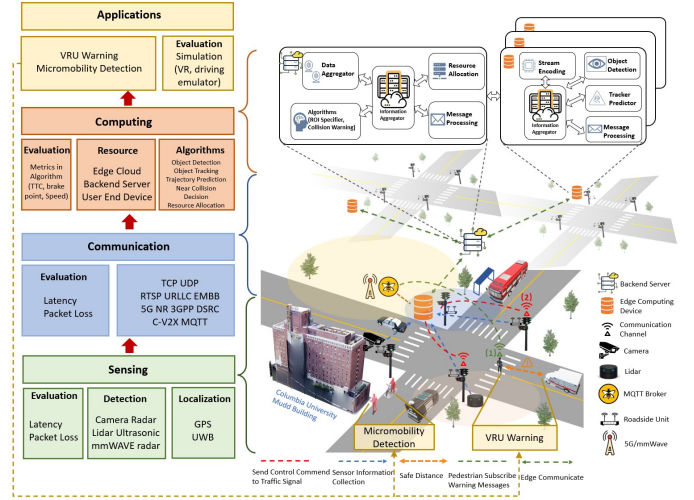 Applications
VRU Warning
Micromobility Detection
Evaluation
Simulation
(VR, driving
emulator)
Computing
Evaluation
Metrics in
Algorithm
(TTC, brake
point, Speed)
Resource
Edge Cloud
Backend Server
User End Device
Algorithms
Object Detection
Object Tracking
Trajectory Prediction
Near Collision
Decision
Resource Allocation
Communication
Evaluation
Latency
Packet Loss
TCP UDP
RTSP URLLC EMBB
5G NR 3GPP DSRC
C-V2X MQTT
Sensing
Evaluation
Latency
Packet Loss
Detection
Camera Radar
Lidar Ultrasonic
mmWAVE radar
Localization
GPS
UWB
Data
Aggregator
Resource
Allocation
Algorithms
(ROI Specifier,
Collision Warning)
Information
Aggregator
Message
Processing
Stream
Encoding
Object
Detection
Tracker
Predictor
Information
Aggregator
Message
Processing
(2)
(1)
Columbia University
Mudd Building
Micromobility
Detection
VRU Warning
Backend Server
Edge Computing
Device
Communication
Channel
Camera
Lidar
MQTT Broker
Roadside Unit
5G/mmWave
Send Control Commend
to Traffic Signal
Sensor Information
Collection
Safe Distance
Pedestrian Subscribe
Warning Messages
Edge Communicate